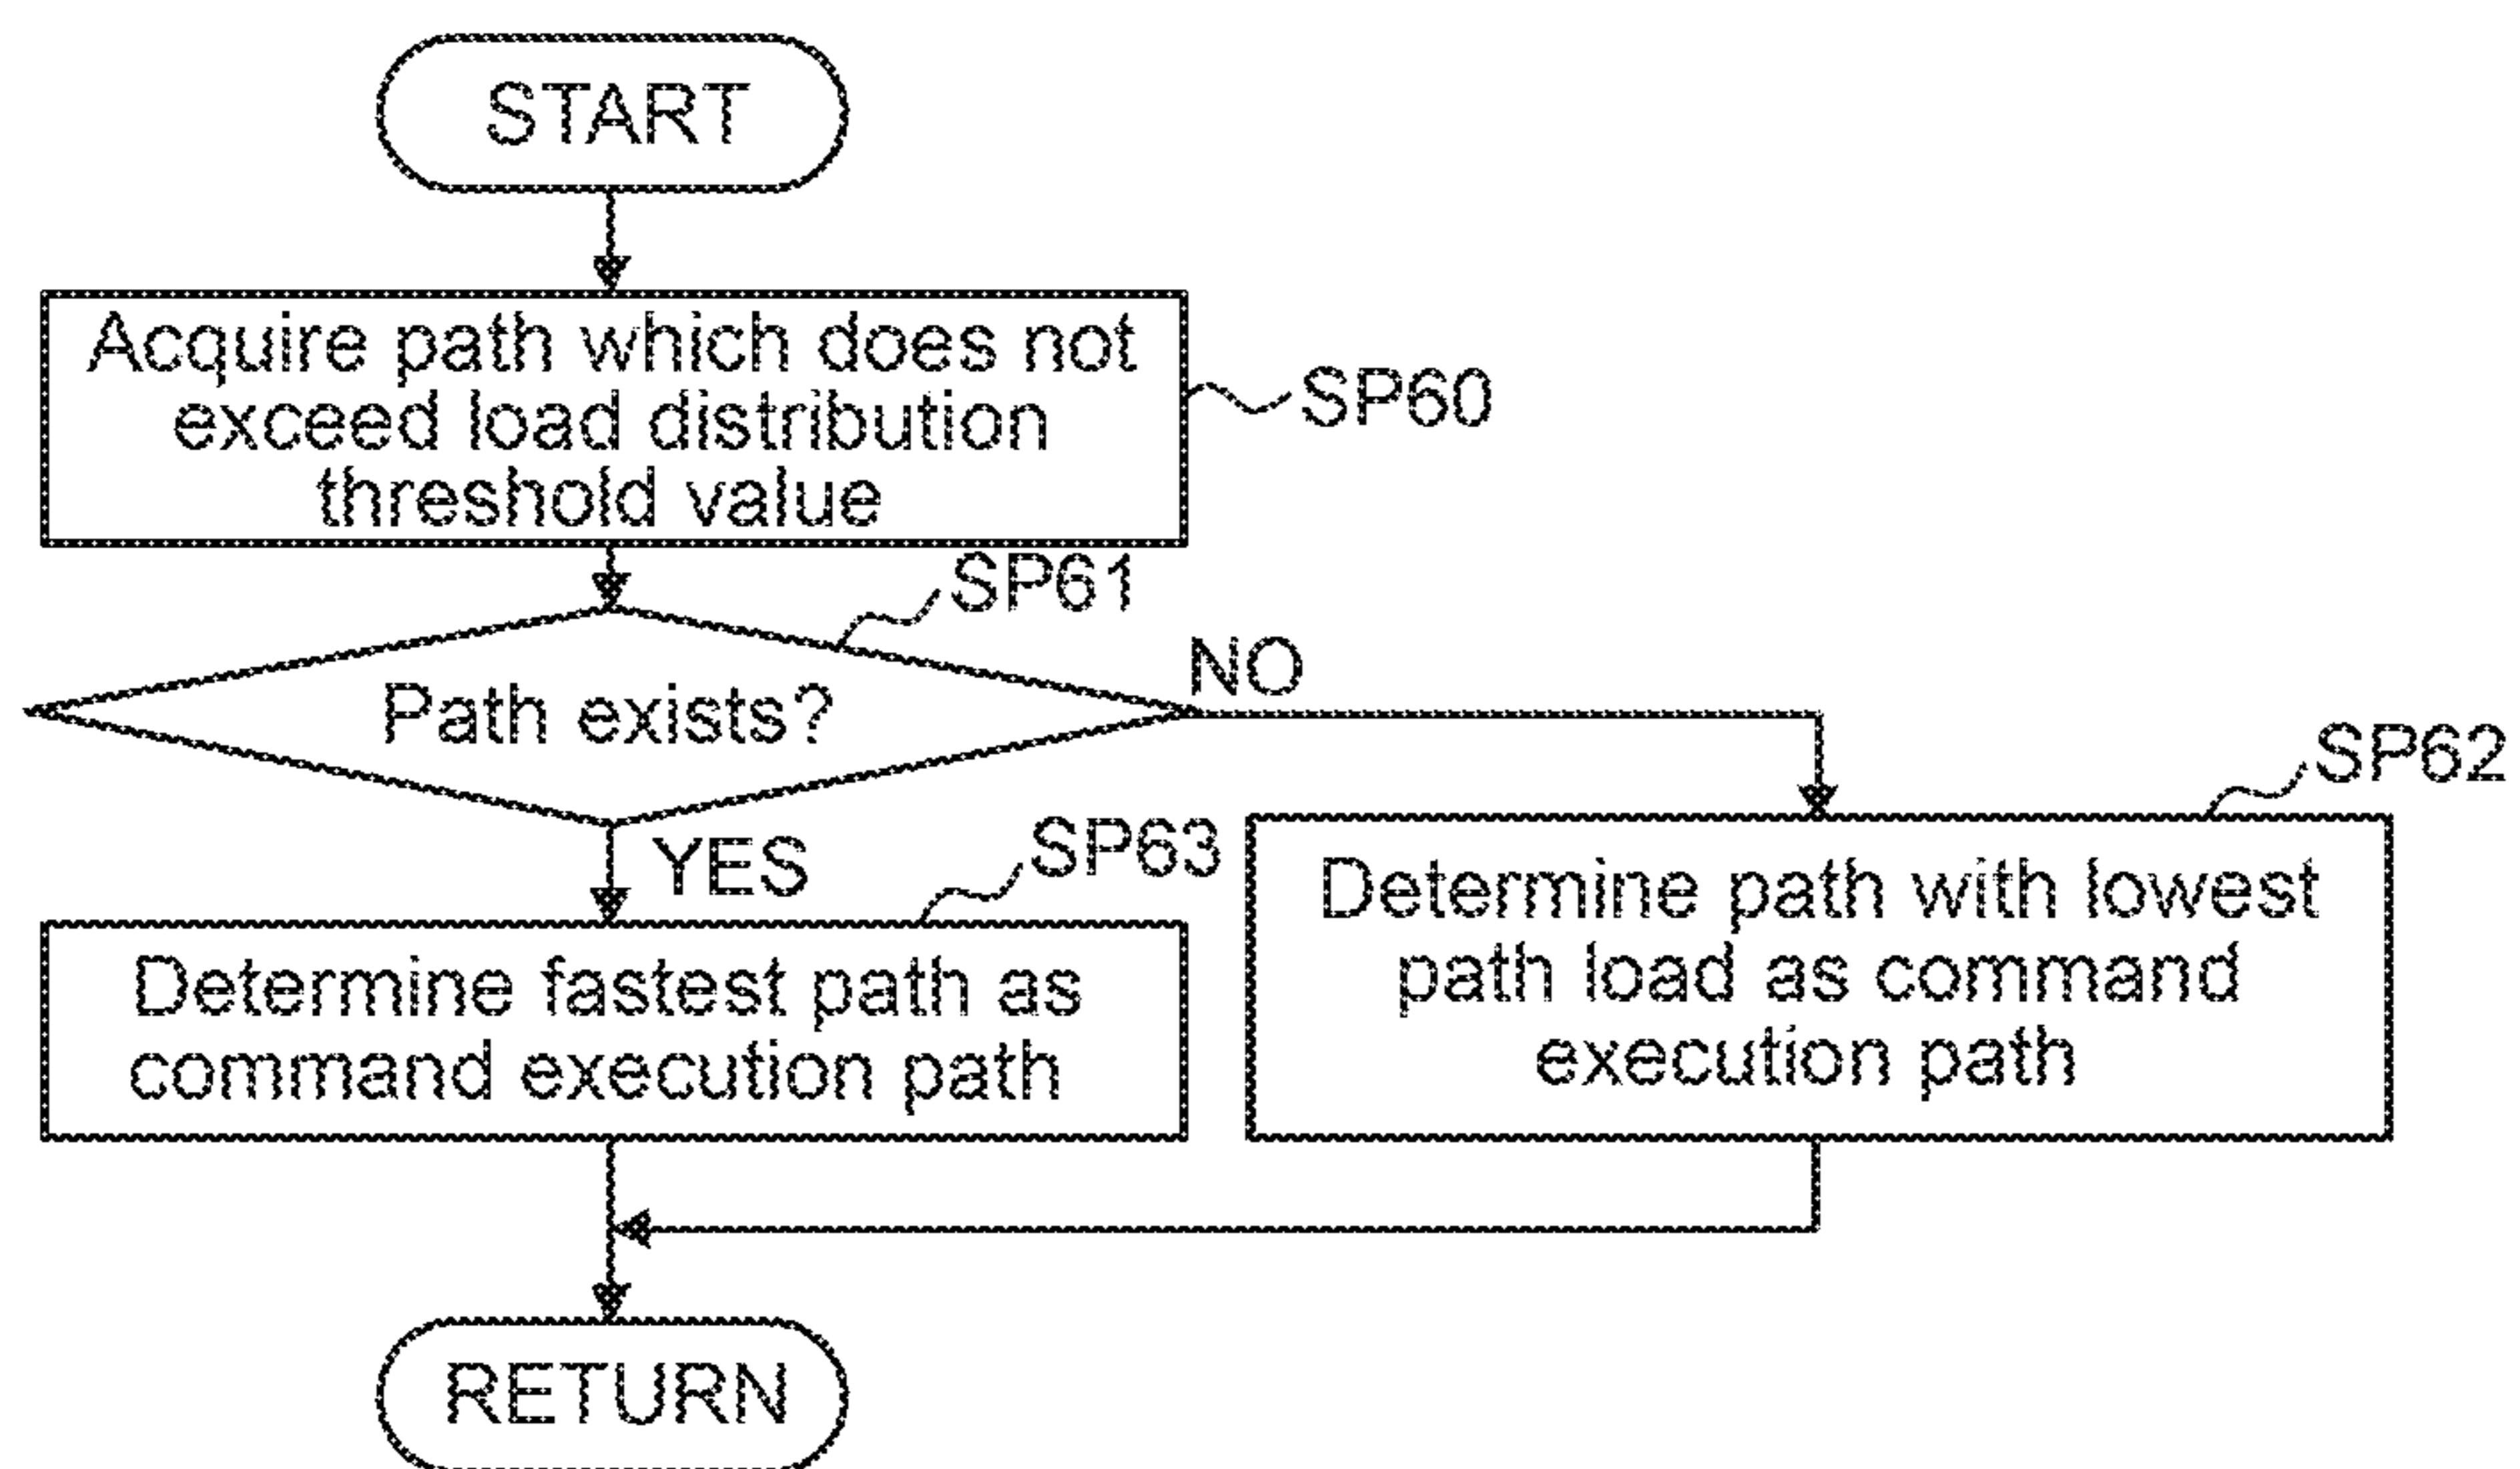 START
Acquire path which does not
exceed load distribution
threshold value
SP60
SP61
Path exists?
NO
YES
SP62
SP63
Determine fastest path as
command execution path
Determine path with lowest
path load as command
execution path
RETURN